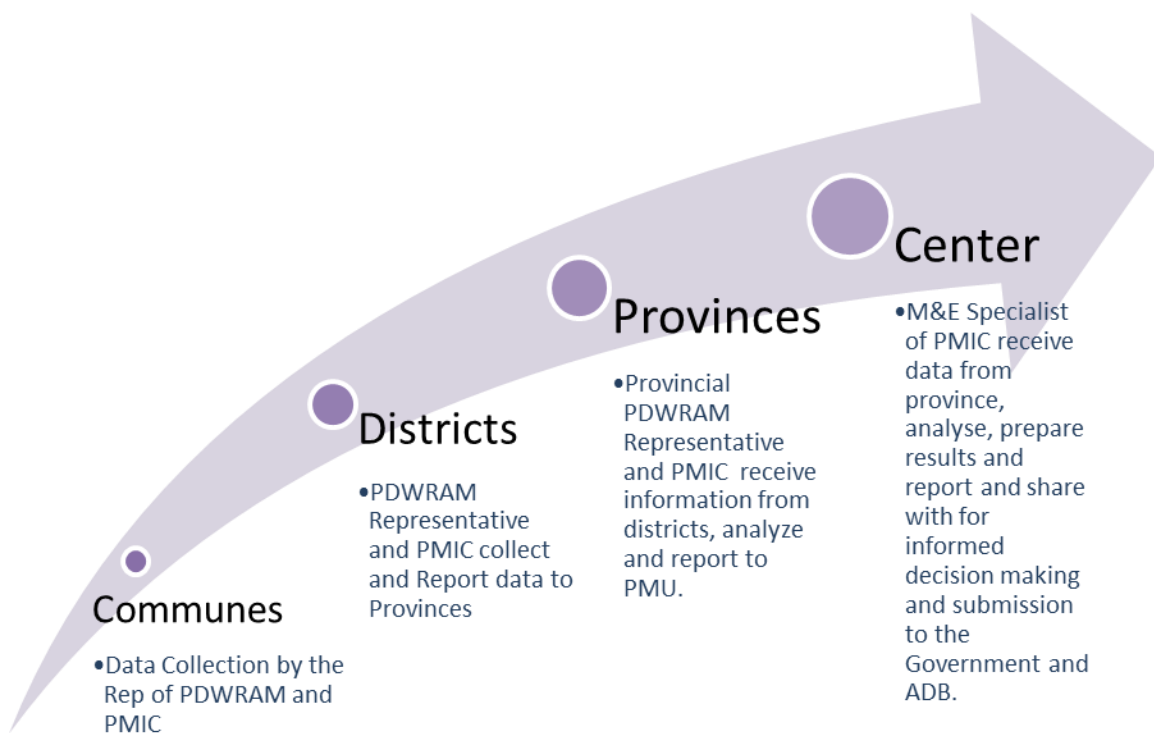 Communes
•Data Collection by the
Rep of PDWRAM and
PMIC
Districts
•PDWRAM
Representative
and PMIC collect
and Report data to
Provinces
Provinces
•Provincial
PDWRAM
Representative
and PMIC receive
information from
districts, analyze
and report to
PMU.
Center
•M&E Specialist
of PMIC receive
data from
province,
analyse, prepare
results and
report and share
with for
informed
decision making
and submission
to the
Government and
ADB.